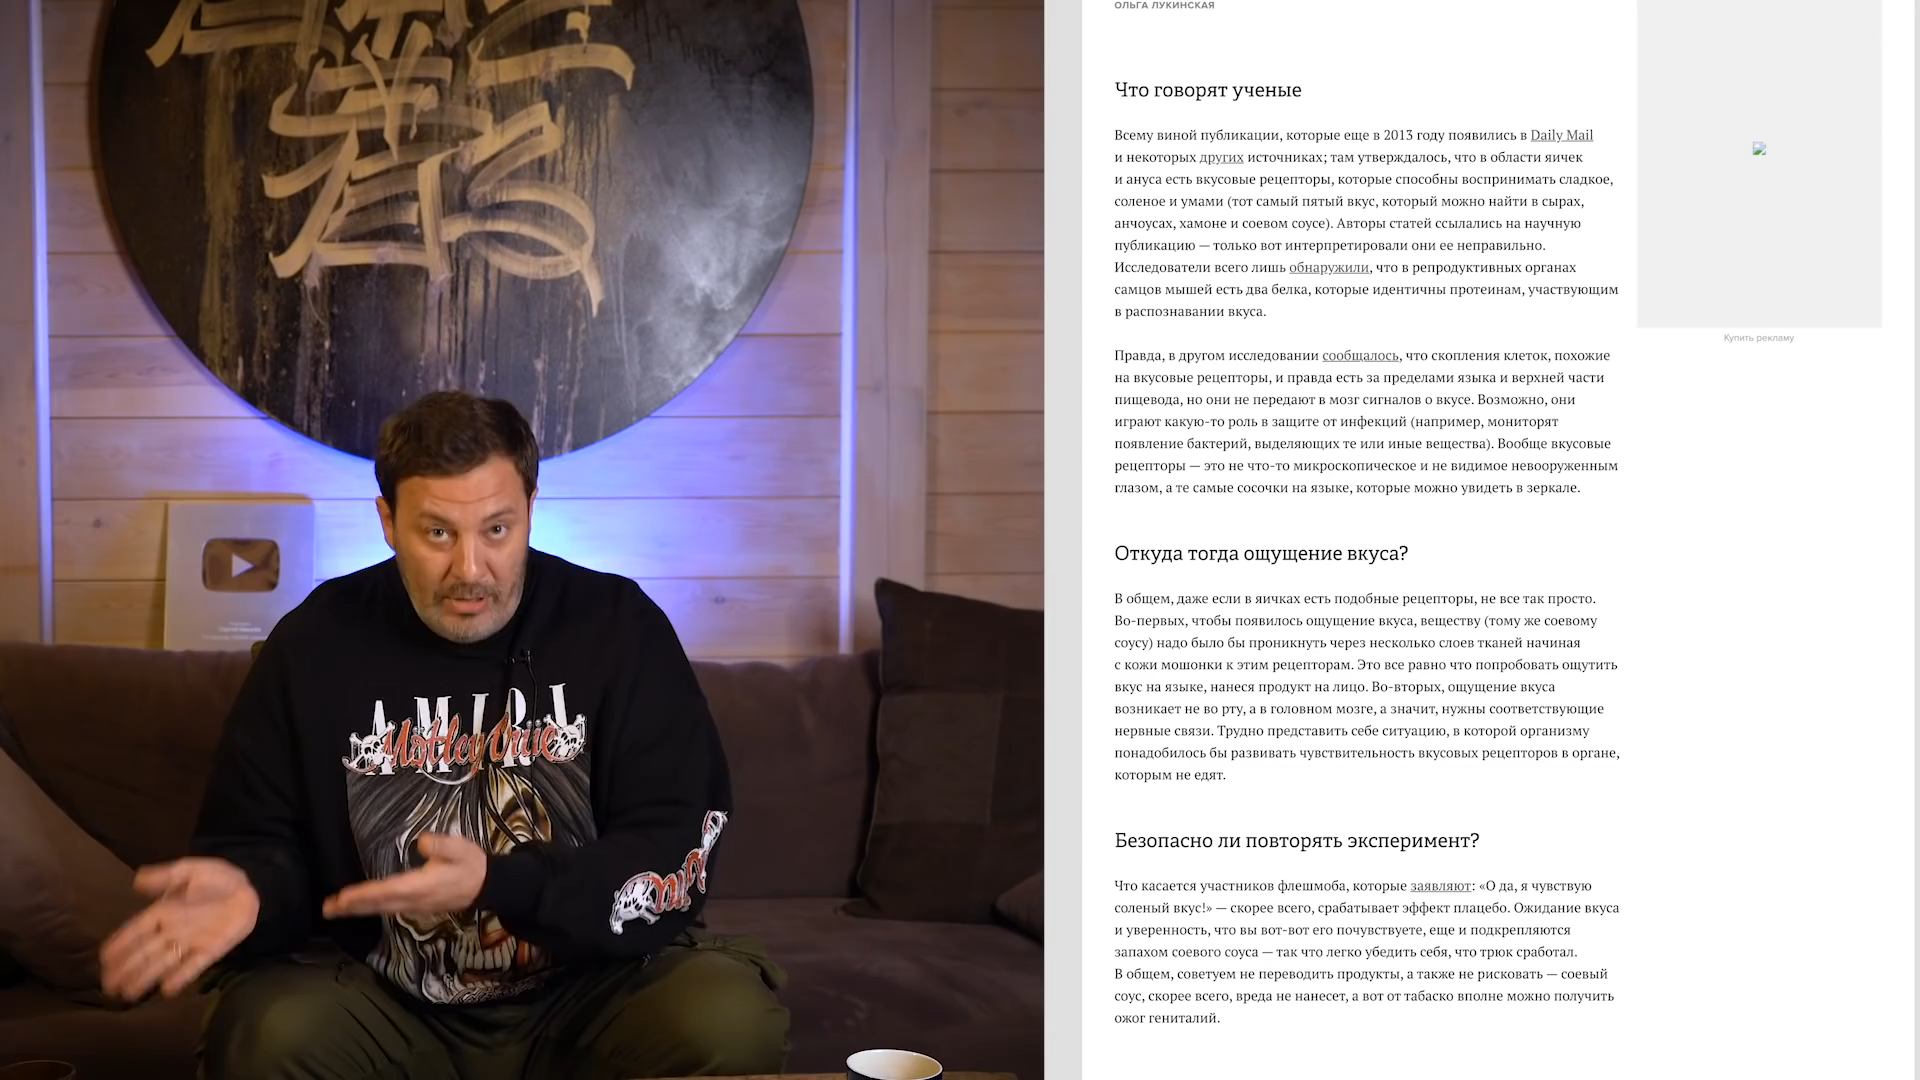 AMIRI
Mötley Crüe
ОЛЬГА ЛУКИНСКАЯ
Что говорят ученые
Всему виной публикации, которые еще в 2013 году появились в Daily Mail
и некоторых других источниках; там утверждалось, что в области яичек
и ануса есть вкусовые рецепторы, которые способны воспринимать сладкое,
соленое и умами (тот самый пятый вкус, который можно найти в сырах,
анчоусах, хамоне и соевом соусе). Авторы статей ссылались на научную
публикацию — только вот интерпретировали они ее неправильно.
Исследователи всего лишь обнаружили, что в репродуктивных органах
самцов мышей есть два белка, которые идентичны протеинам, участвующим
в распознавании вкуса.
Правда, в другом исследовании сообщалось, что скопления клеток, похожие
на вкусовые рецепторы, и правда есть за пределами языка и верхней части
пищевода, но они не передают в мозг сигналов о вкусе. Возможно, они
играют какую-то роль в защите от инфекций (например, мониторят
появление бактерий, выделяющих те или иные вещества). Вообще вкусовые
рецепторы — это не что-то микроскопическое и не видимое невооруженным
глазом, а те самые сосочки на языке, которые можно увидеть в зеркале.
Откуда тогда ощущение вкуса?
В общем, даже если в яичках есть подобные рецепторы, не все так просто.
Во-первых, чтобы появилось ощущение вкуса, веществу (тому же соевому
соусу) надо было бы проникнуть через несколько слоев тканей начиная
с кожи мошонки к этим рецепторам. Это все равно что попробовать ощутить
вкус на языке, нанеся продукт на лицо. Во-вторых, ощущение вкуса
возникает не во рту, а в головном мозге, а значит, нужны соответствующие
нервные связи. Трудно представить себе ситуацию, в которой организму
понадобилось бы развивать чувствительность вкусовых рецепторов в органе,
которым не едят.
Безопасно ли повторять эксперимент?
Что касается участников флешмоба, которые заявляют: «О да, я чувствую
соленый вкус!» — скорее всего, срабатывает эффект плацебо. Ожидание вкуса
и уверенность, что вы вот-вот его почувствуете, еще и подкрепляются
запахом соевого соуса — так что легко убедить себя, что трюк сработал.
В общем, советуем не переводить продукты, а также не рисковать — соевый
соус, скорее всего, вреда не нанесет, а вот от табаско вполне можно получить
ожог гениталий.
Купить рекламу